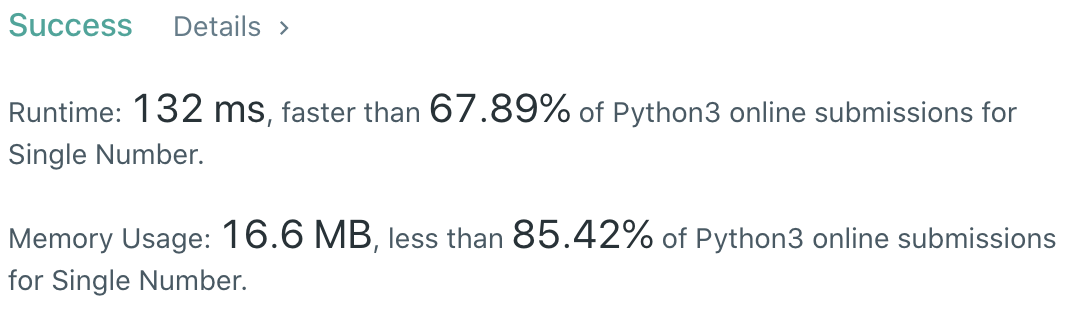 Success Details >
Runtime: 132 ms, faster than 67.89% of Python3 online submissions for
Single Number.
Memory Usage: 16.6 MB, less than 85.42% of Python3 online submissions
for Single Number.